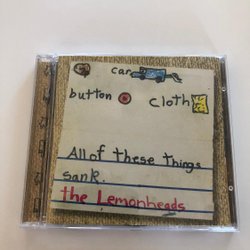 car
button cloth
All of these things
sank.
the Lemonheads